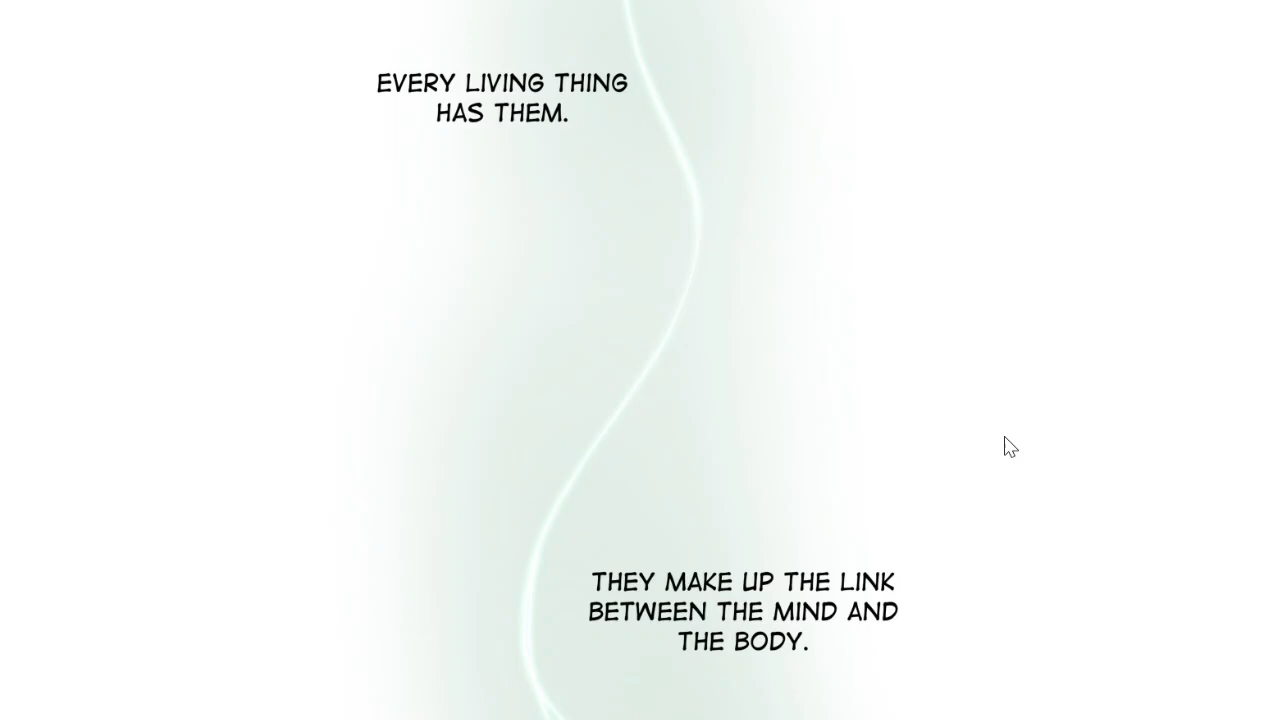 EVERY LIVING THING
HAS THEM.
THEY MAKE UP THE LINK
BETWEEN THE MIND AND
THE BODY.